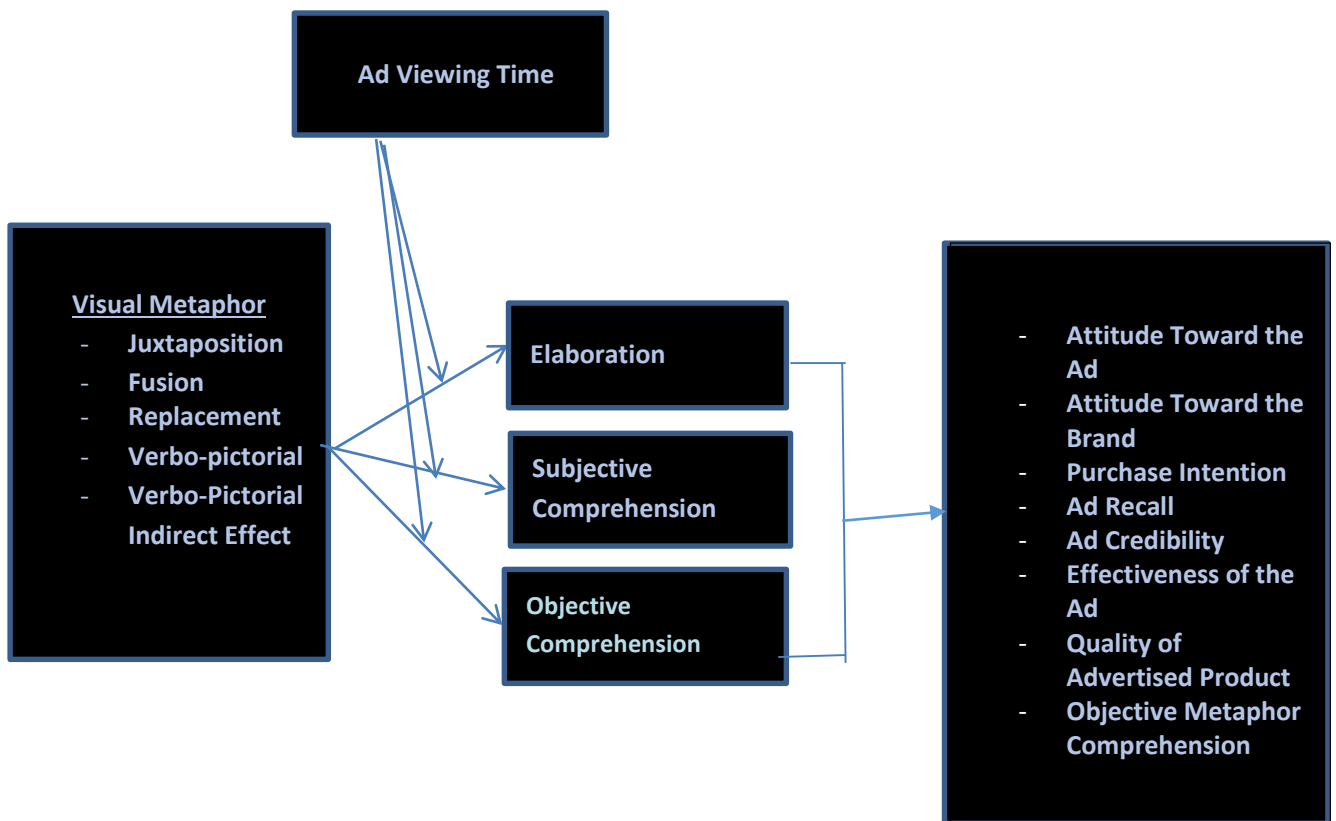 Ad Viewing Time
Visual Metaphor
- Juxtaposition
- Fusion
- Replacement
- Verbo-pictorial
- Verbo-Pictorial
Indirect Effect
Elaboration
Subjective
Comprehension
Objective
Comprehension
- Attitude Toward the
Ad
- Attitude Toward the
Brand
- Purchase Intention
- Ad Recall
- Ad Credibility
- Effectiveness of the
Ad
- Quality of
Advertised Product
- Objective Metaphor
Comprehension